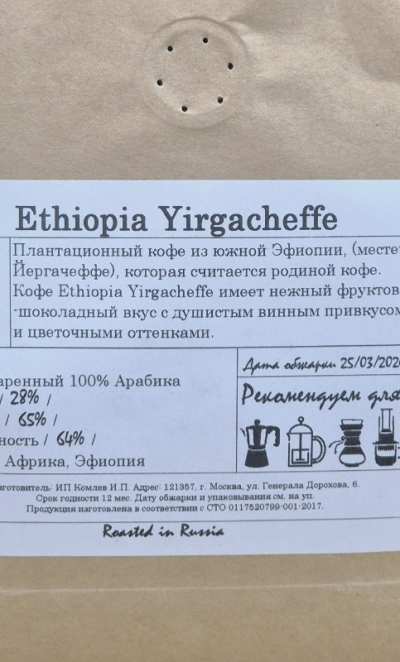 Ethiopia Yirgacheffe
Плантационный кофе из южной Эфиопии, (месте
Йергачеффе), которая считается родиной кофе.
Кофе Ethiopia Yirgacheffe имеет нежный фруктов
-шоколадный вкус с душистым винным привкусом
и цветочными оттенками.
Дата обжарки 25/03/202
аренный 100% Арабика
/ 28% /
Рекомендуем для
/ 65% /
ность / 64% /
Африка, Эфиопия
зготовитель: ИП Комлев И.П. Адрес: 121357, г. Москва, ул. Генерала Дорохова, 6.
Срок годности 12 мес. Дату обжарки и упаковывания см. на уп.
Продукция изготовлена в соответствии с СТО 0117520799-001-2017.
Roasted in Russia